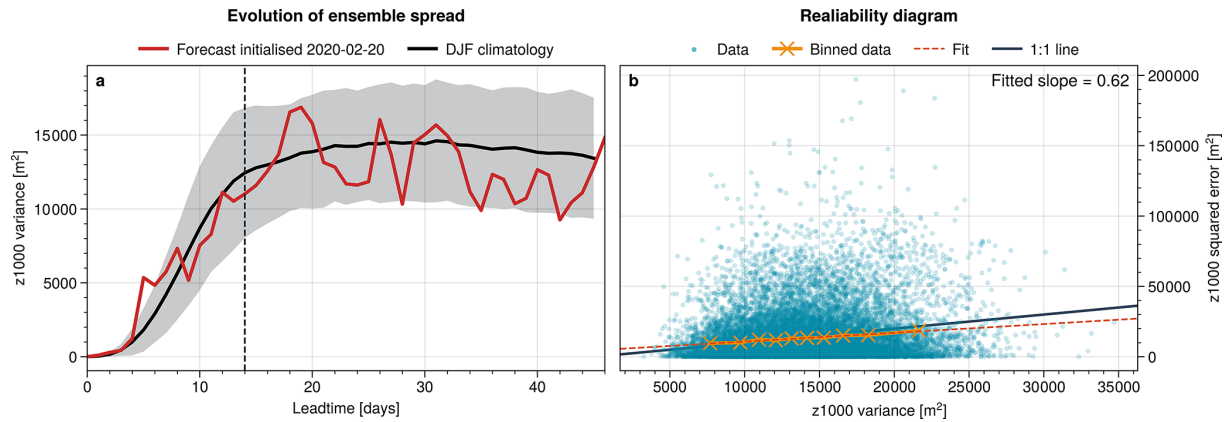 Evolution of ensemble spread
Forecast initialised 2020-02-20 DJF climatology
a
z1000 variance [m²]
15000
10000
5000
0
0 10 20 30 40
Leadtime [days]
Realiability diagram
Data Binned data Fit 1:1 line
b
Fitted slope = 0.62
200000
150000
100000
50000
0
z1000 squared error [m²]
5000 10000 15000 20000 25000 30000 35000
z1000 variance [m²]